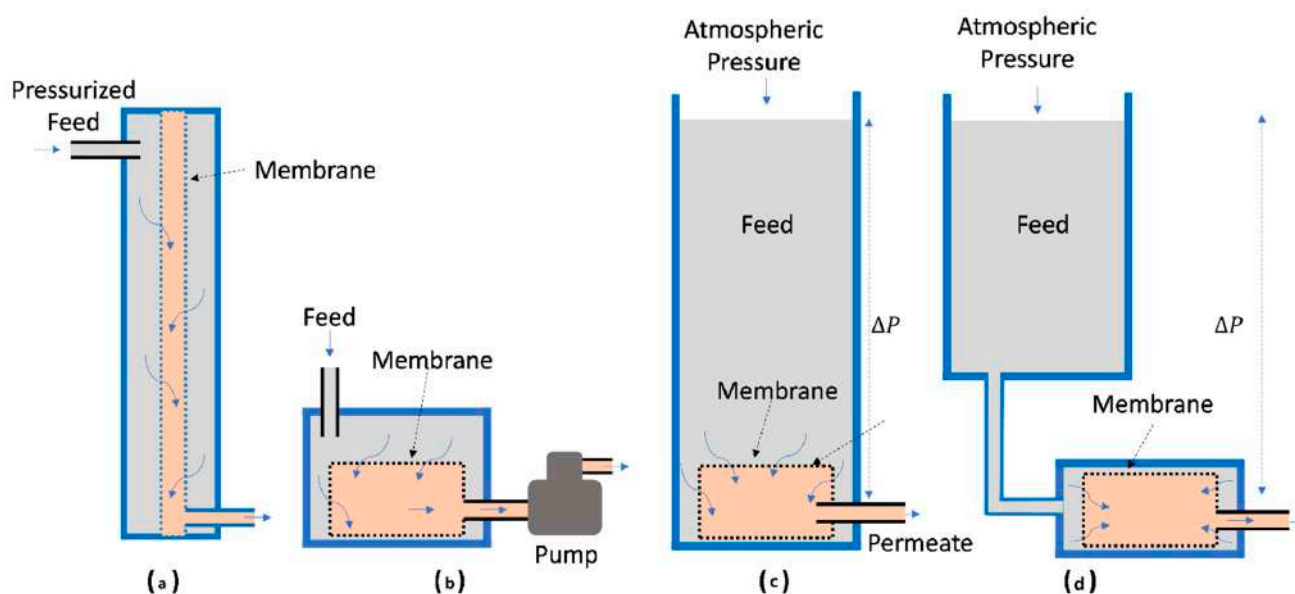 Pressurized
Feed
Membrane
(a)
Feed
Membrane
Pump
(b)
Atmospheric
Pressure
Feed
ΔP
Membrane
Permeate
(c)
Atmospheric
Pressure
Feed
ΔP
Membrane
(d)